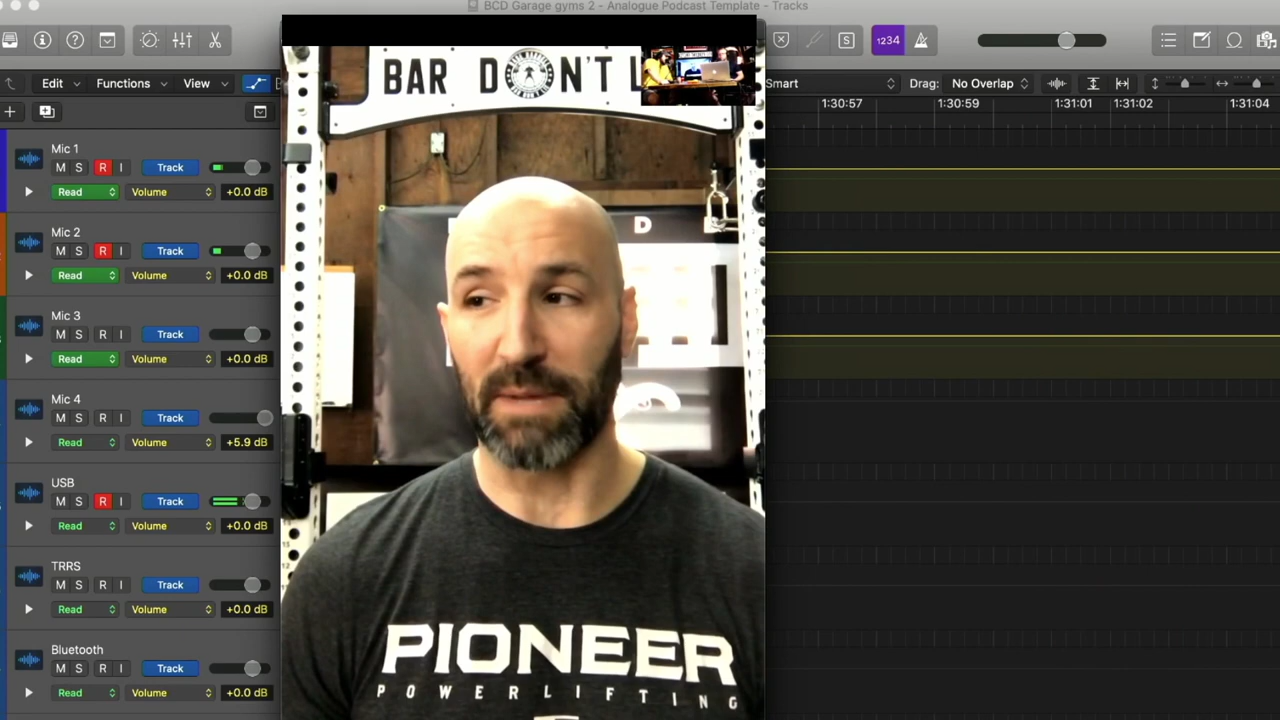 BCD Garage gyms 2 - Analogue Podcast Template - Tracks
1234
Edit
Functions
View
Smart
Drag:
No Overlap
1:30:57
1:30:59
1:31:01
1:31:02
1:31:04
Mic 1
M S R I Track
Read Volume +0.0 dB
Mic 2
M S R I Track
Read Volume +0.0 dB
Mic 3
M S R I Track
Read Volume +0.0 dB
Mic 4
M S R I Track
Read Volume +5.9 dB
USB
M S R I Track
Read Volume +0.0 dB
TRRS
M S R I Track
Read Volume +0.0 dB
Bluetooth
M S R I Track
Read Volume +0.0 dB
BAR DON'T L
D
PIONEER
POWERLIFTING